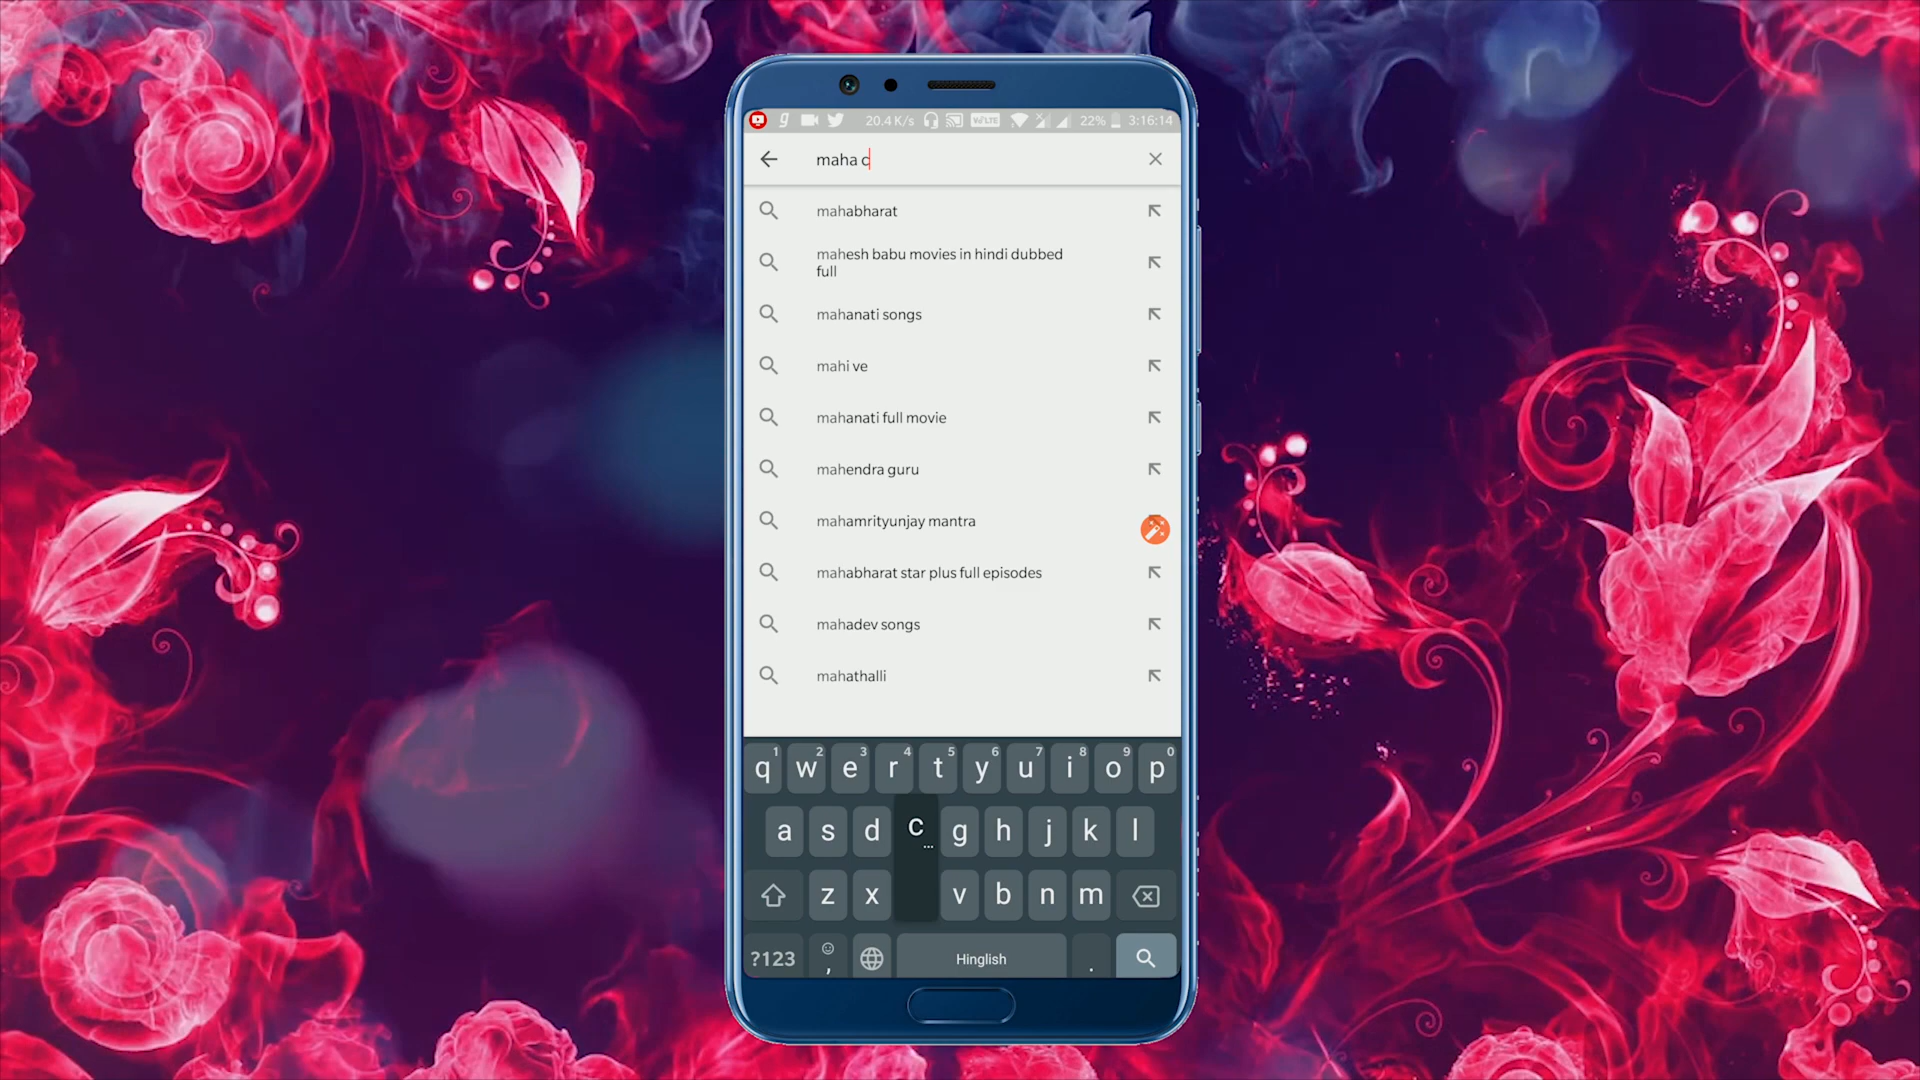 g 20.4 K/s VoLTE 22% 3:16:14
maha c
mahabharat
mahesh babu movies in hindi dubbed
full
mahanati songs
mahi ve
mahanati full movie
mahendra guru
mahamrityunjay mantra
mahabharat star plus full episodes
mahadev songs
mahathalli
1 2 3 4 5 6 7 8 9 0
q w e r t y u i o p
a s d c g h j k l
...
z x v b n m
?123 , Hinglish .